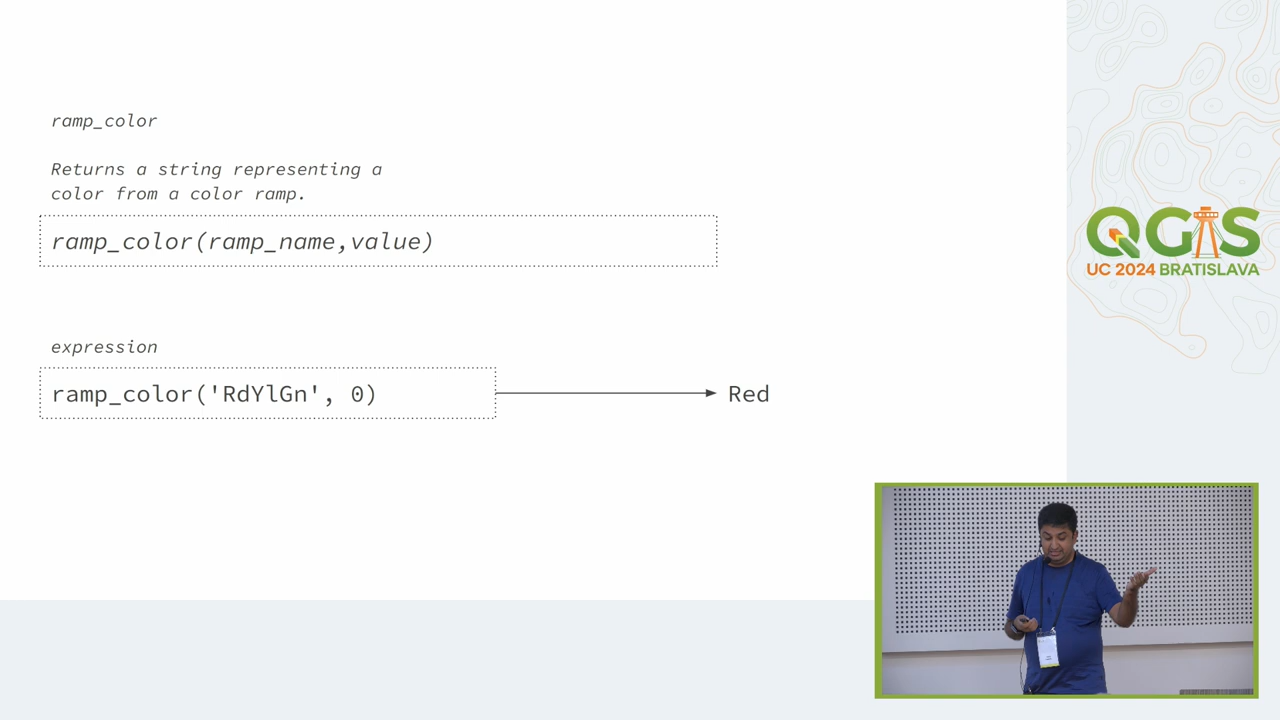 ramp_color
Returns a string representing a
color from a color ramp.
ramp_color(ramp_name,value)
expression
ramp_color('RdYlGn', 0)
Red
QGIS
UC 2024 BRATISLAVA